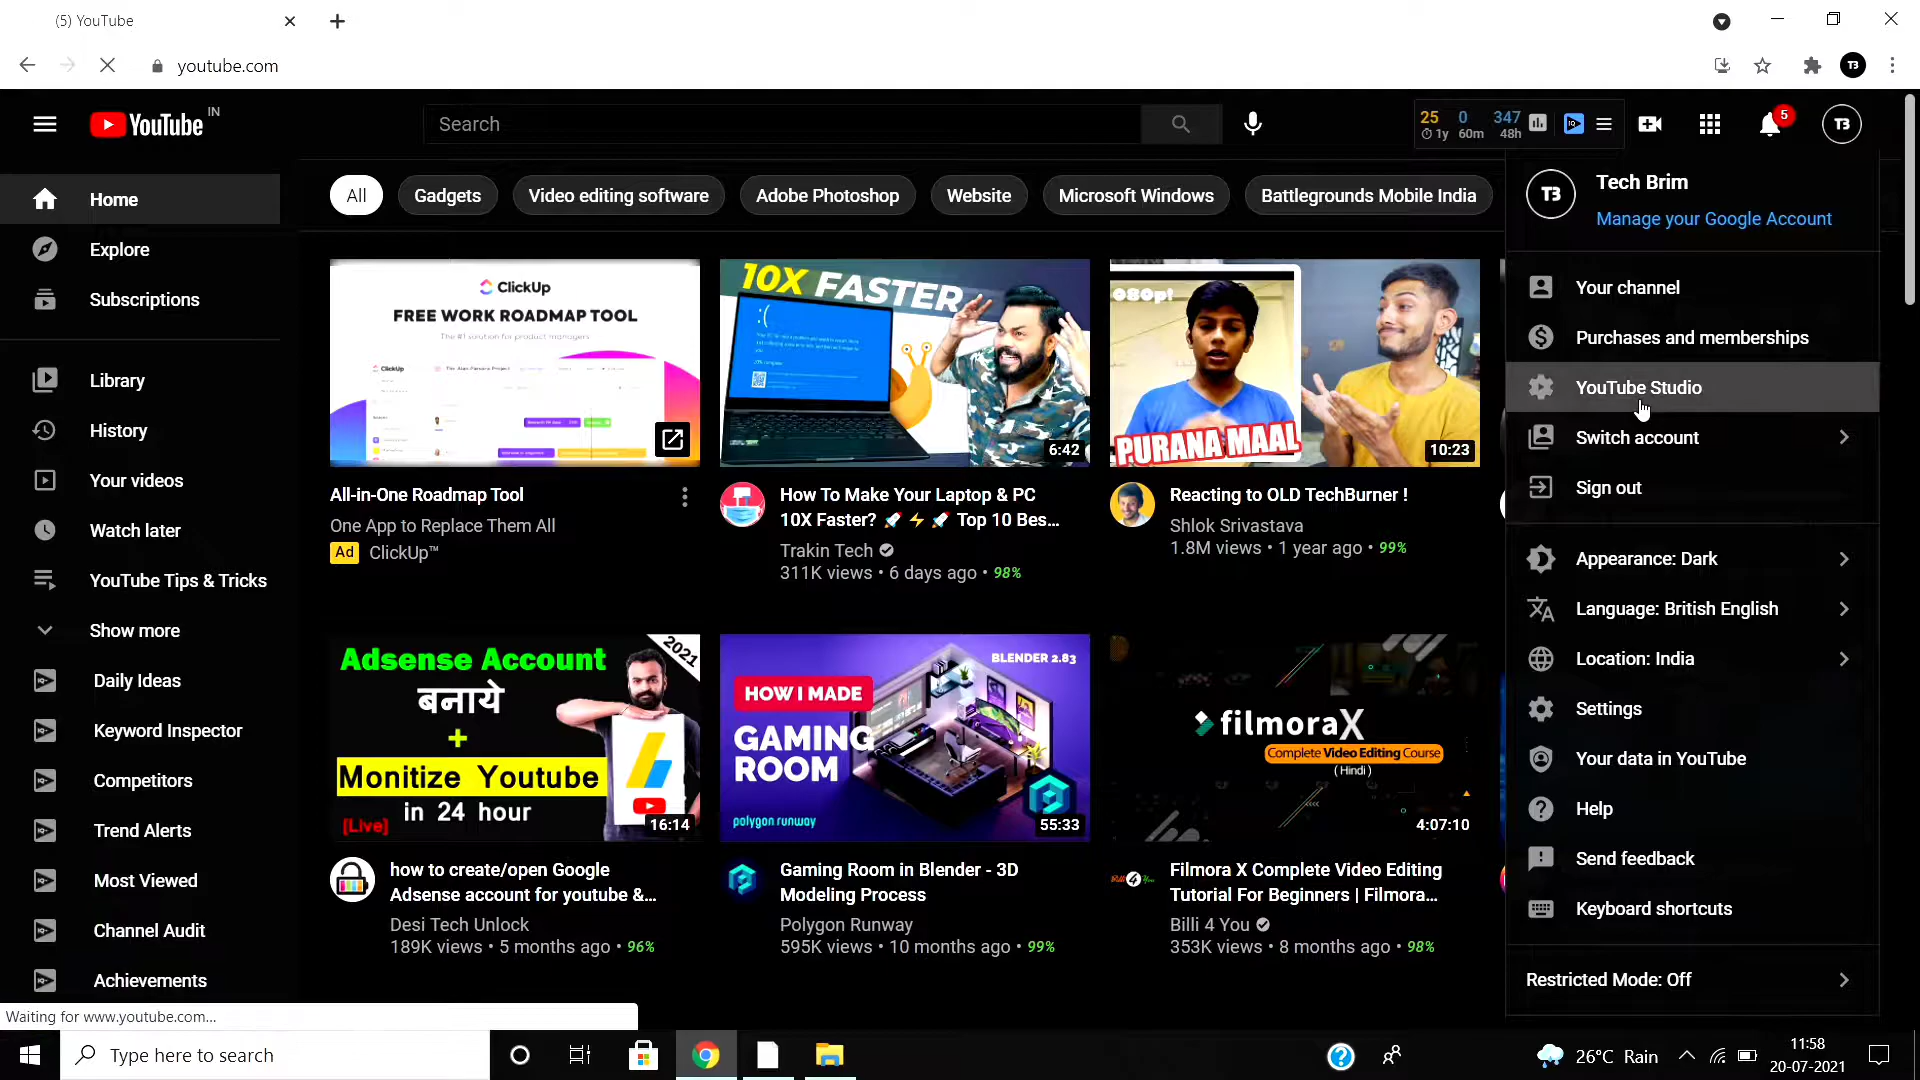 (5) YouTube
youtube.com
T3
YouTube IN
Search
25 0 347
1y 60m 48h
IQ
5
T3
Home
Explore
Subscriptions
Library
History
Your videos
Watch later
YouTube Tips & Tricks
Show more
Daily Ideas
Keyword Inspector
Competitors
Trend Alerts
Most Viewed
Channel Audit
Achievements
All
Gadgets
Video editing software
Adobe Photoshop
Website
Microsoft Windows
Battlegrounds Mobile India
ClickUp
FREE WORK ROADMAP TOOL
The #1 solution for product managers
All-in-One Roadmap Tool
One App to Replace Them All
Ad ClickUp™
10X FASTER
:(
6:42
How To Make Your Laptop & PC
10X Faster? 🚀 ⚡ 🚀 Top 10 Bes...
Trakin Tech
311K views • 6 days ago • 98%
080p!
PURANA MAAL
10:23
Reacting to OLD TechBurner !
Shlok Srivastava
1.8M views • 1 year ago • 99%
Adsense Account
2021
बनाये
+
Monitize Youtube
in 24 hour
[Live]
16:14
how to create/open Google
Adsense account for youtube &...
Desi Tech Unlock
189K views • 5 months ago • 96%
BLENDER 2.83
HOW I MADE
GAMING
ROOM
polygon runway
55:33
Gaming Room in Blender - 3D
Modeling Process
Polygon Runway
595K views • 10 months ago • 99%
filmoraX
Complete Video Editing Course
( Hindi )
4:07:10
Billi 4 You
Filmora X Complete Video Editing
Tutorial For Beginners | Filmora...
Billi 4 You
353K views • 8 months ago • 98%
T3
Tech Brim
Manage your Google Account
Your channel
Purchases and memberships
YouTube Studio
Switch account
Sign out
Appearance: Dark
Language: British English
Location: India
Settings
Your data in YouTube
Help
Send feedback
Keyboard shortcuts
Restricted Mode: Off
Waiting for www.youtube.com...
Type here to search
26°C Rain
11:58
20-07-2021